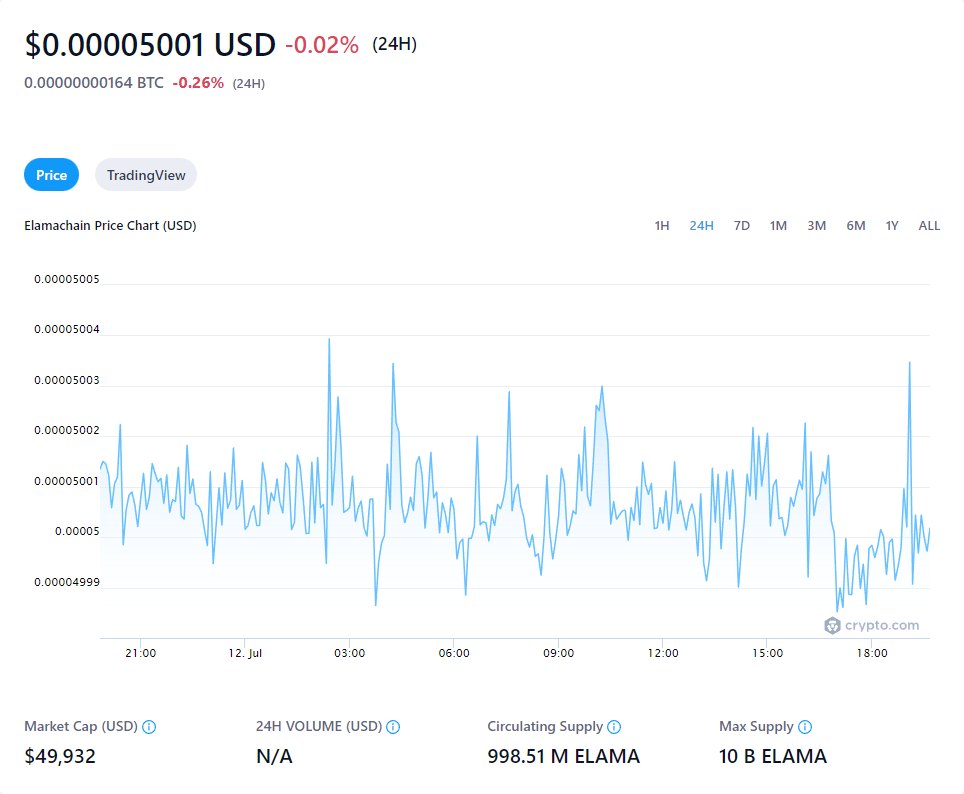 $0.00005001 USD -0.02% (24H)
0.00000000164 BTC -0.26% (24H)
Price TradingView
Elamachain Price Chart (USD) 1H 24H 7D 1M 3M 6M 1Y ALL
0.00005005
0.00005004
0.00005003
0.00005002
0.00005001
0.00005
0.00004999
crypto.com
21:00 12. Jul 03:00 06:00 09:00 12:00 15:00 18:00
Market Cap (USD) 24H VOLUME (USD) Circulating Supply Max Supply
$49,932 N/A 998.51 M ELAMA 10 B ELAMA